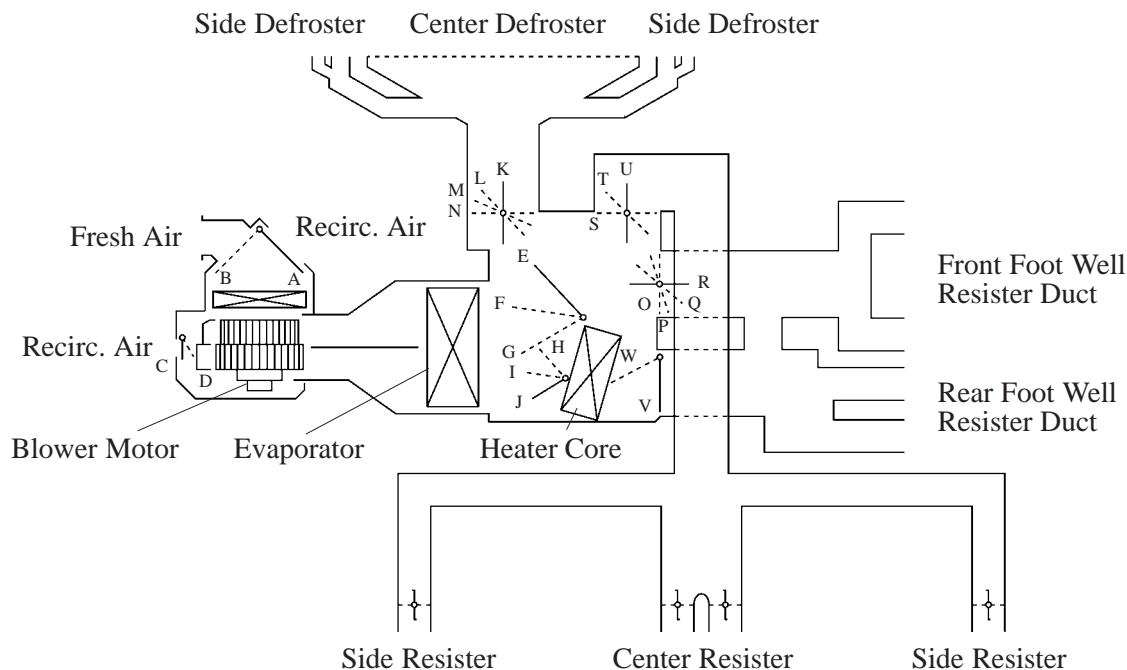 Side Defroster Center Defroster Side Defroster
K U
L T
M
N S
Fresh Air Recirc. Air
E
B A
R
O Q
F
P
Recirc. Air
G H W
C D
I
J V
Front Foot Well
Resister Duct
Rear Foot Well
Resister Duct
Blower Motor Evaporator Heater Core
Side Resister Center Resister Side Resister